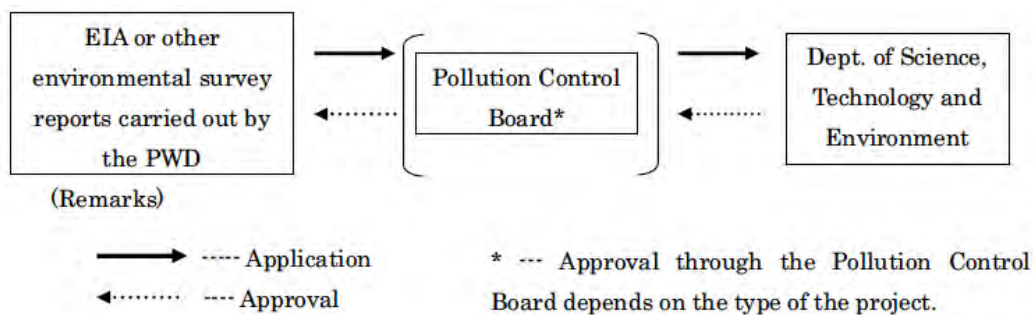 EIA or other
environmental survey
reports carried out by
the PWD
Pollution Control
Board*
Dept. of Science,
Technology and
Environment
(Remarks)
----- Application
---- Approval
* --- Approval through the Pollution Control
Board depends on the type of the project.